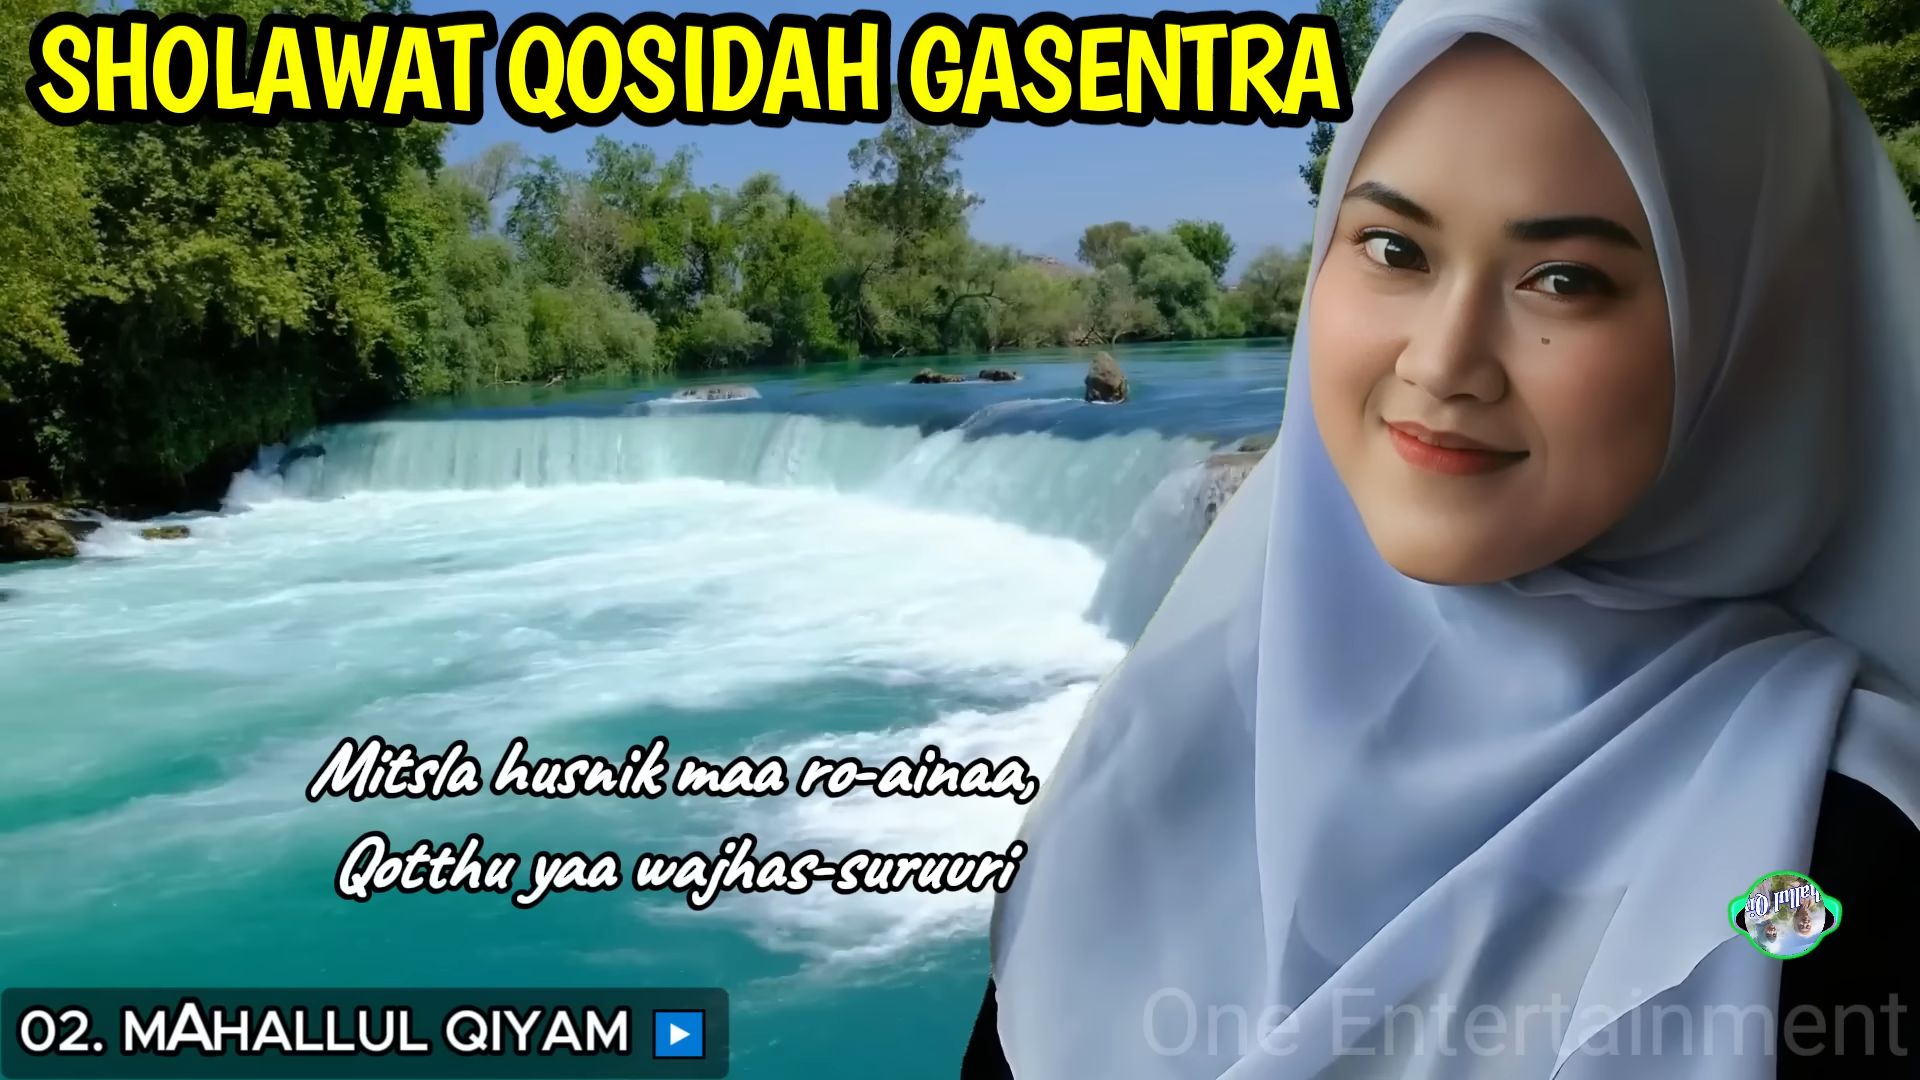 SHOLAWAT QOSIDAH GASENTRA
Mitsla husnik maa ro-ainaa,
Qotthu yaa wajhas-suruuri
02. MAHALLUL QIYAM
One Entertainment